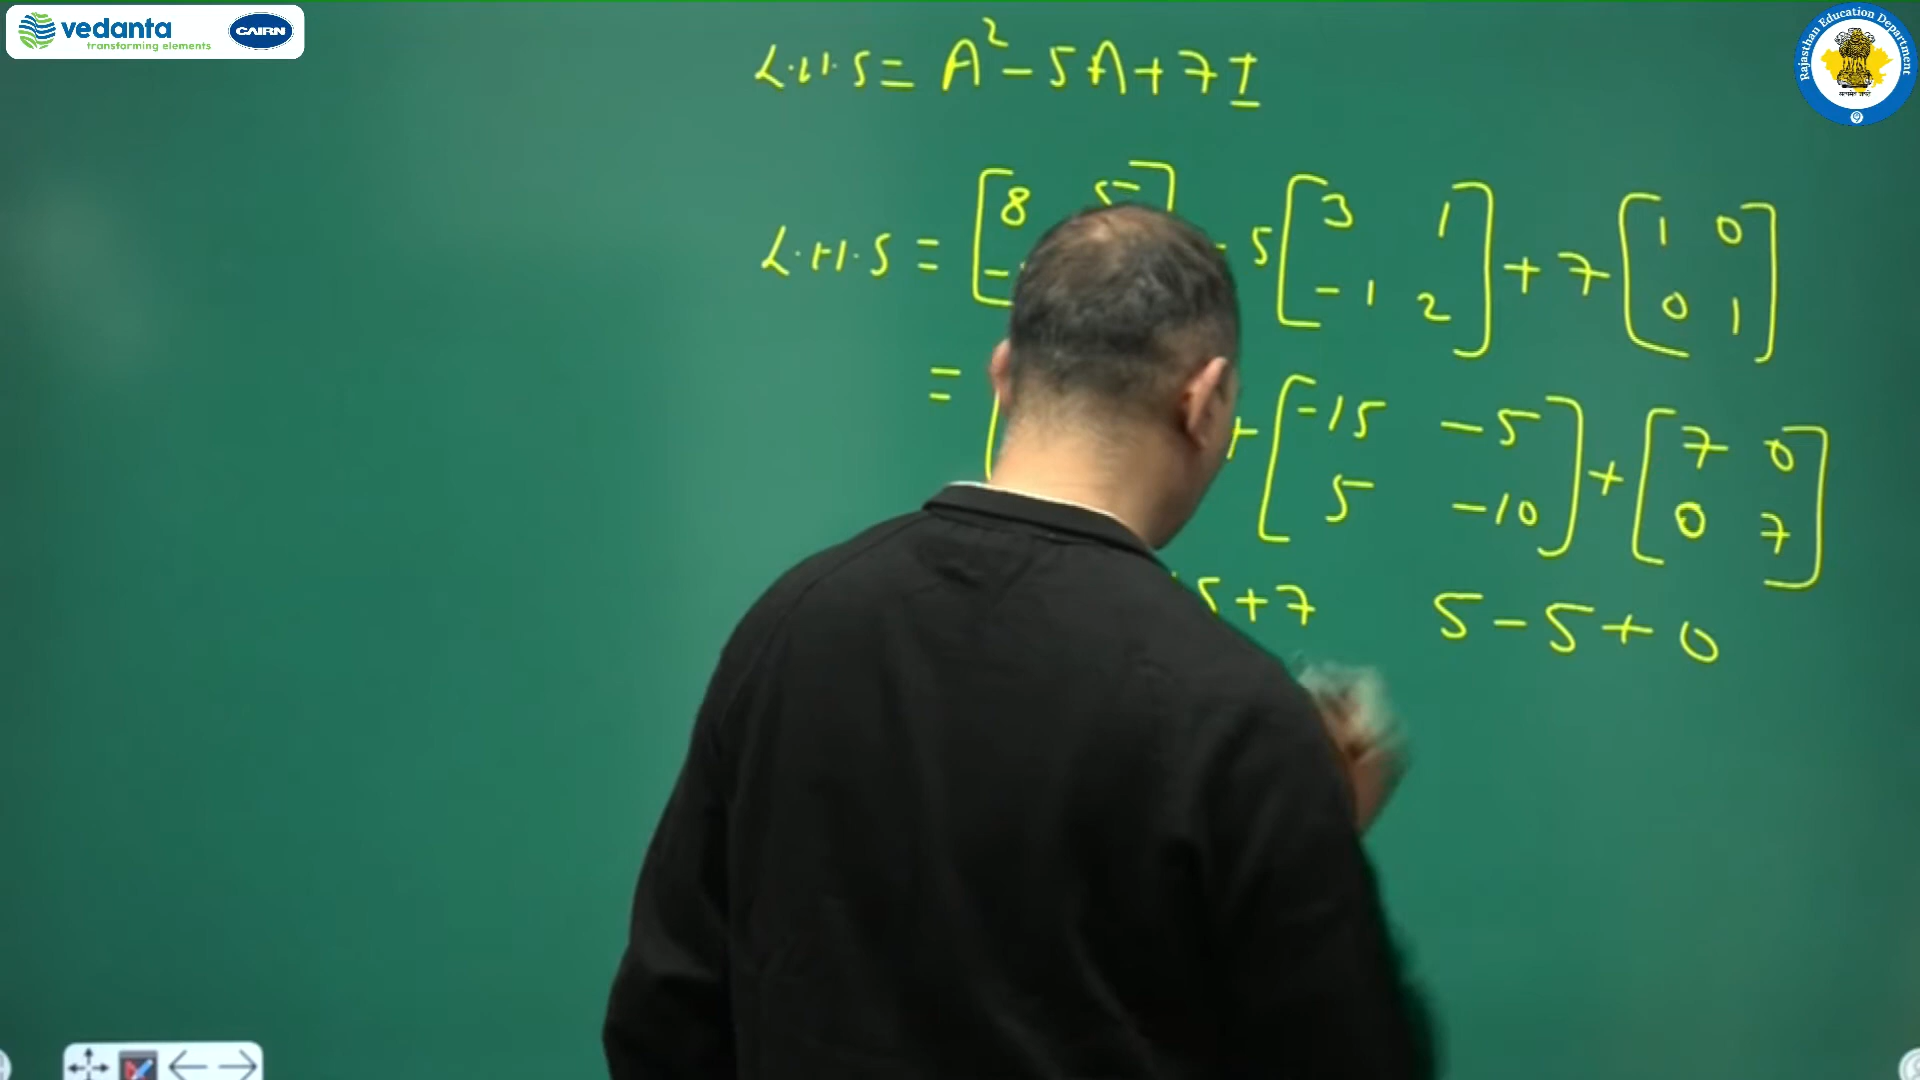 vedanta
transforming elements
CAIRN
Rajasthan Education Department
L.H.S = A² - 5A + 7I
L.H.S = [8 5 - - 5 [3 1 -1 2] + 7 [1 0 0 1]
= [ + [-15 -5 5 -10] + [7 0 0 7]
5+7 5-5+0